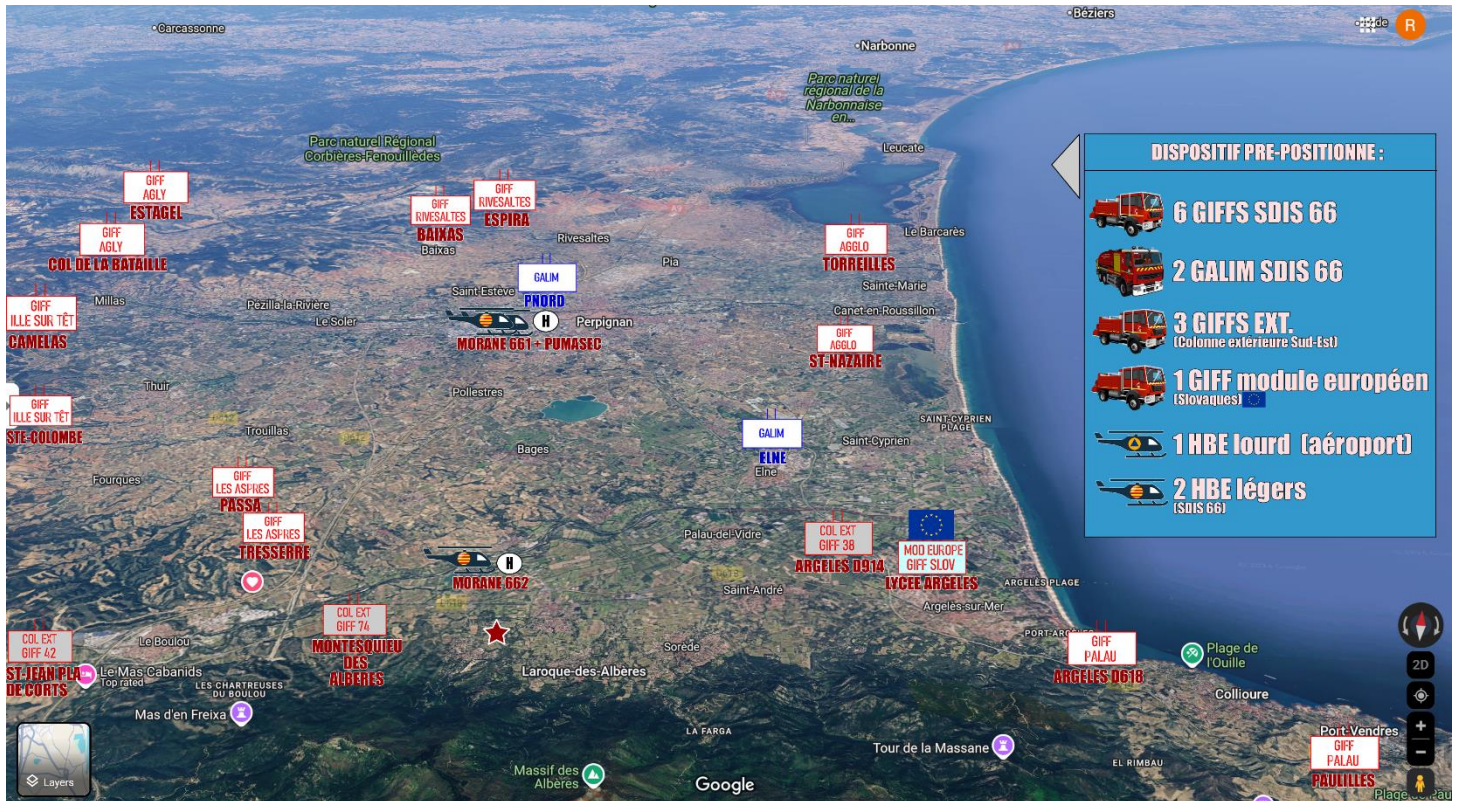 Carcassonne
Béziers
de
R
Narbonne
Parc naturel
régional de la
Narbonnaise
en...
Parc naturel Régional
Corbières-Fenouillèdes
Leucate
DISPOSITIF PRE-POSITIONNE :
6 GIFFS SDIS 66
2 GALIM SDIS 66
3 GIFFS EXT.
(Colonne extérieure Sud-Est)
1 GIFF module européen
(Slovaques)
1 HBE lourd (aéroport)
2 HBE légers
(SDIS 66)
GIFF
AGLY
ESTAGEL
GIFF
AGLY
COL DE LA BATAILLE
GIFF
RIVESALTES
BAIXAS
Baixas
GIFF
RIVESALTES
ESPIRA
Rivesaltes
Pia
GIFF
AGGLO
TORREILLES
Le Barcarès
Sainte-Marie
Canet-en-Roussillon
GIFF
ILLE SUR TÊT
CAMELAS
Millas
Pézilla-la-Rivière
Le Soler
Saint-Estève
GALIM
PNORD
H
Perpignan
MORANE 661 + PUMASEC
GIFF
AGGLO
ST-NAZAIRE
Thuir
Pollestres
GIFF
ILLE SUR TÊT
STE-COLOMBE
Trouillas
Bages
GALIM
ELNE
Elne
Saint-Cyprien
SAINT-CYPRIEN
PLAGE
Fourques
GIFF
LES ASPRES
PASSA
GIFF
LES ASPRES
TRESSERRE
Palau-del-Vidre
COL EXT
GIFF 38
ARGELES D914
MOD EUROPE
GIFF SLOV
LYCEE ARGELES
H
MORANE 662
Saint-André
ARGELÈS PLAGE
Argelès-sur-Mer
COL EXT
GIFF 74
MONTESQUIEU
DES
ALBERES
COL EXT
GIFF 42
ST-JEAN PLA
DE CORTS
Le Boulou
Le Mas Cabanids
Top rated
LES CHARTREUSES
DU BOULOU
Mas d'en Freixa
Sorède
Laroque-des-Albères
PORT-ARGELÈS
GIFF
PALAU
ARGELES D618
Plage de
l'Ouille
Collioure
Port-Vendres
GIFF
PALAU
PAULILLES
LA FARGA
Tour de la Massane
EL RIMBAU
Massif des
Albères
Google
Layers
2D